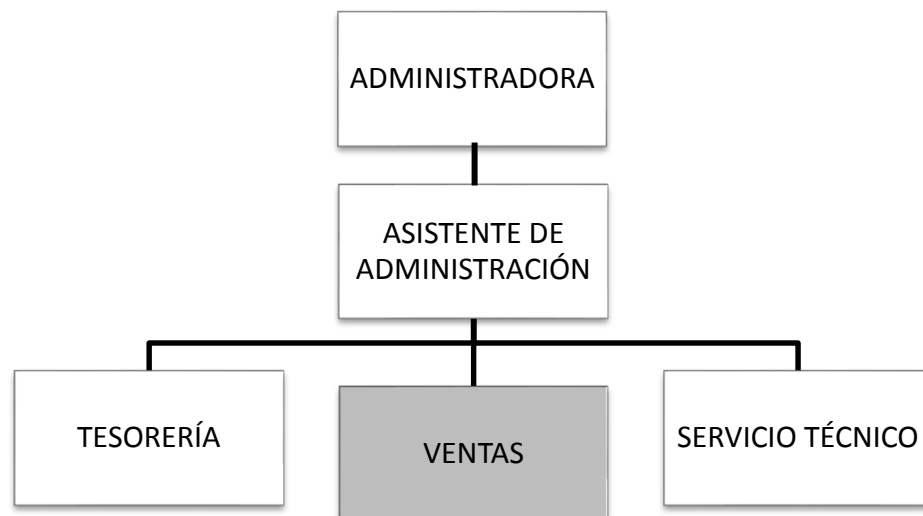 ADMINISTRADORA
ASISTENTE DE
ADMINISTRACIÓN
TESORERÍA
VENTAS
SERVICIO TÉCNICO